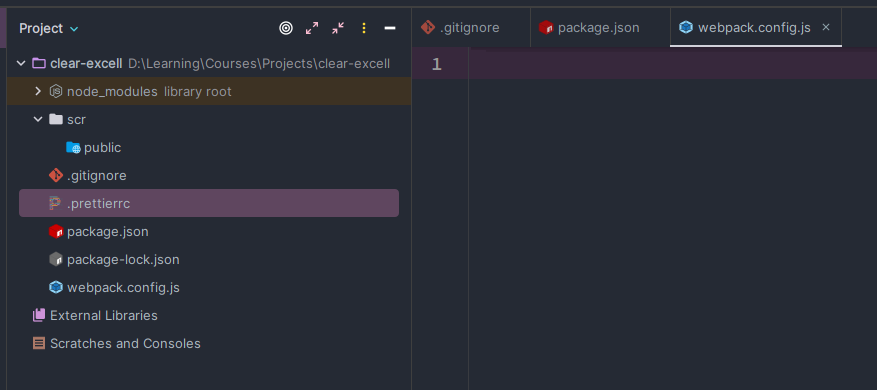 Project
clear-excell D:\Learning\Courses\Projects\clear-excell
node_modules library root
scr
public
.gitignore
.prettierrc
package.json
package-lock.json
webpack.config.js
External Libraries
Scratches and Consoles
.gitignore package.json webpack.config.js
1